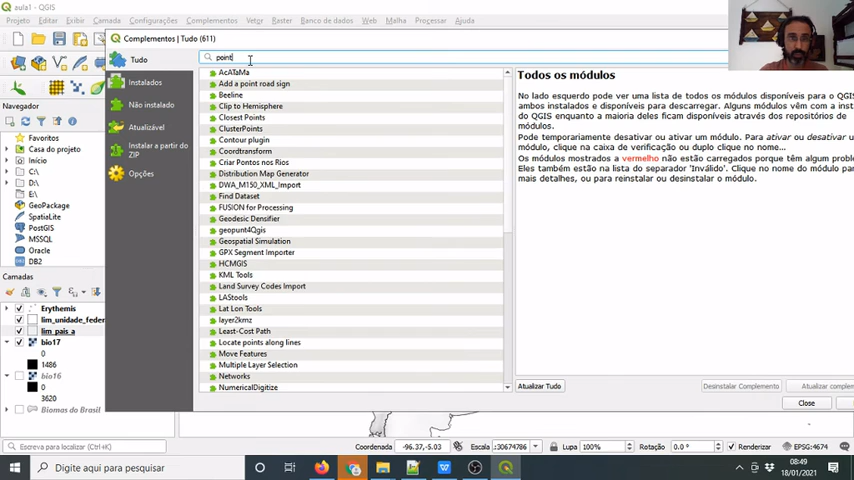 aula1 - QGIS
Projeto Editar Exibir Camada Configurações Complementos Vetor Raster Banco de dados Web Malha Processar Ajuda
Complementos | Tudo (611)
Tudo
Instalados
Não instalado
Atualizável
Instalar a partir do ZIP
Opções
point
AcATaMa
Add a point road sign
Beeline
Clip to Hemisphere
Closest Points
ClusterPoints
Contour plugin
Coordtransform
Criar Pontos nos Rios
Distribution Map Generator
DWA_M150_XML_Import
Find Dataset
FUSION for Processing
Geodesic Densifier
geopunt4Qgis
Geospatial Simulation
GPX Segment Importer
HCMGIS
KML Tools
Land Survey Codes Import
LAStools
Lat Lon Tools
layer2kmz
Least-Cost Path
Locate points along lines
Move Features
Multiple Layer Selection
Networks
NumericalDigitize
Todos os módulos
No lado esquerdo pode ver uma lista de todos os módulos disponíveis para o QGI
ambos instalados e disponíveis para descarregar. Alguns módulos vêm com a inst
do QGIS enquanto a maioria deles ficam disponíveis através dos repositórios de
módulos.
Pode temporariamente desativar ou ativar um módulo. Para ativar ou desativar u
módulo, clique na caixa de verificação ou duplo clique no nome...
Os módulos mostrados a vermelho não estão carregados porque têm algum prob
Eles também estão na lista do separador 'Inválido'. Clique no nome do módulo pa
mais detalhes, ou para reinstalar ou desinstalar o módulo.
Atualizar Tudo
Desinstalar Complemento
Atualizar complem
Close
Navegador
Favoritos
Casa do projeto
Início
C:\
D:\
E:\
GeoPackage
SpatiaLite
PostGIS
MSSQL
Oracle
DB2
Camadas
Erythemis
lim_unidade_feder
lim_pais_a
bio17
0
1486
bio16
0
3620
Biomas do Brasil
Escreva para localizar (Ctrl+K)
Coordenada -96.37,-5.03 Escala :30674786 Lupa 100% Rotação 0.0 ° Renderizar EPSG:4674
Digite aqui para pesquisar
08:49
18/01/2021